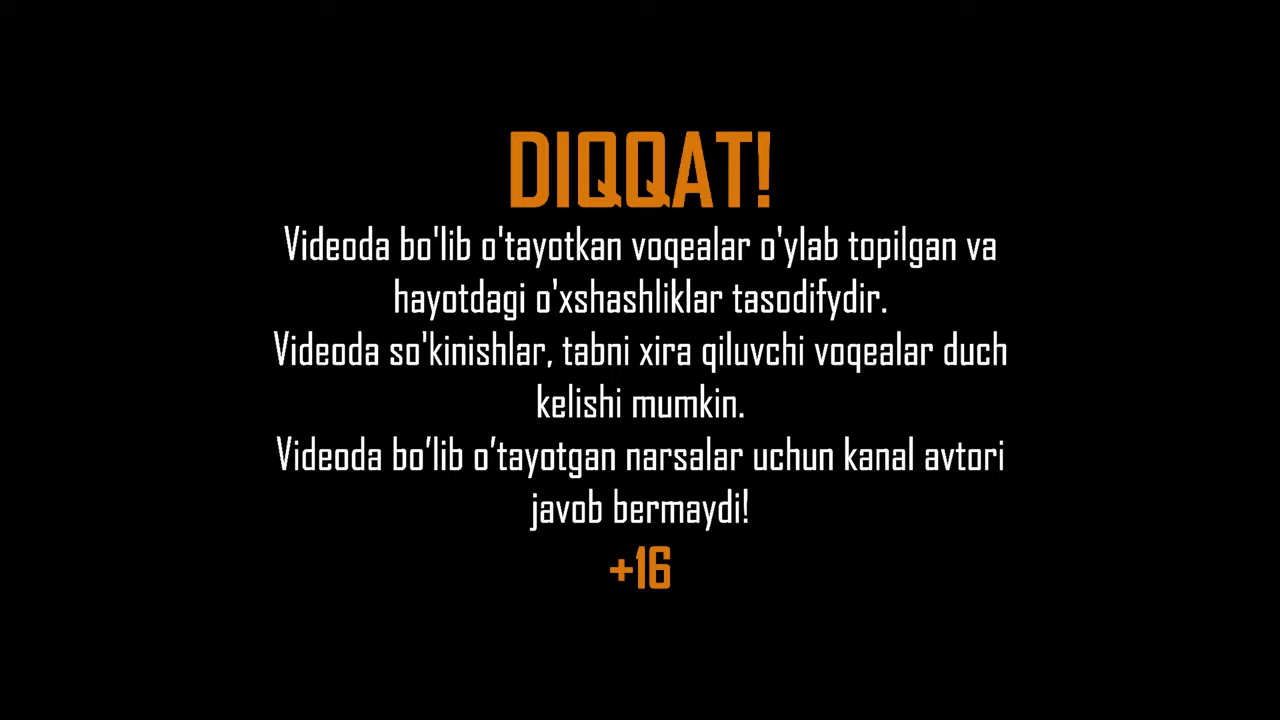 DIQQAT!
Videoda bo'lib o'tayotkan voqealar o'ylab topilgan va
hayotdagi o'xshashliklar tasodifydir.
Videoda so'kinishlar, tabni xira qiluvchi voqealar duch
kelishi mumkin.
Videoda bo’lib o’tayotgan narsalar uchun kanal avtori
javob bermaydi!
+16